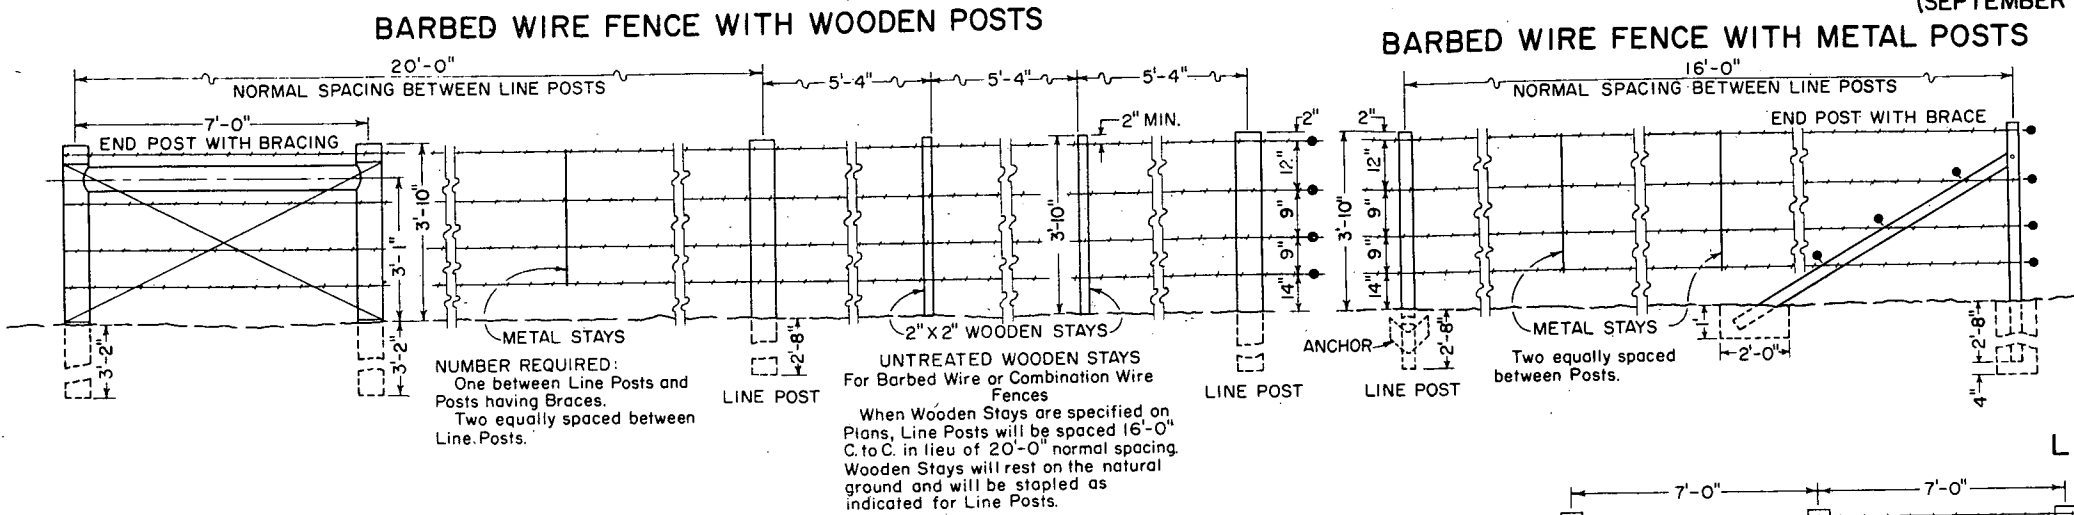 (SEPTEMBER
BARBED WIRE FENCE WITH WOODEN POSTS
20'-0"
NORMAL SPACING BETWEEN LINE POSTS
5'-4" 5'-4" 5'-4"
7'-0"
END POST WITH BRACING
2" MIN.
2"
12"
9"
9"
14"
3'-10"
3'-1"
3'-10"
3'-2"
3'-2"
2'-8"
METAL STAYS
NUMBER REQUIRED:
One between Line Posts and
Posts having Braces.
Two equally spaced between
Line Posts.
LINE POST
2" X 2" WOODEN STAYS
UNTREATED WOODEN STAYS
For Barbed Wire or Combination Wire
Fences
When Wooden Stays are specified on
Plans, Line Posts will be spaced 16'-0"
C. to C. in lieu of 20'-0" normal spacing.
Wooden Stays will rest on the natural
ground and will be stapled as
indicated for Line Posts.
LINE POST
BARBED WIRE FENCE WITH METAL POSTS
16'-0"
NORMAL SPACING BETWEEN LINE POSTS
END POST WITH BRACE
2"
12"
9"
9"
14"
3'-10"
ANCHOR
2'-8"
LINE POST
METAL STAYS
Two equally spaced
between Posts.
1'
2'-0"
2'-8"
4"
L
7'-0" 7'-0"